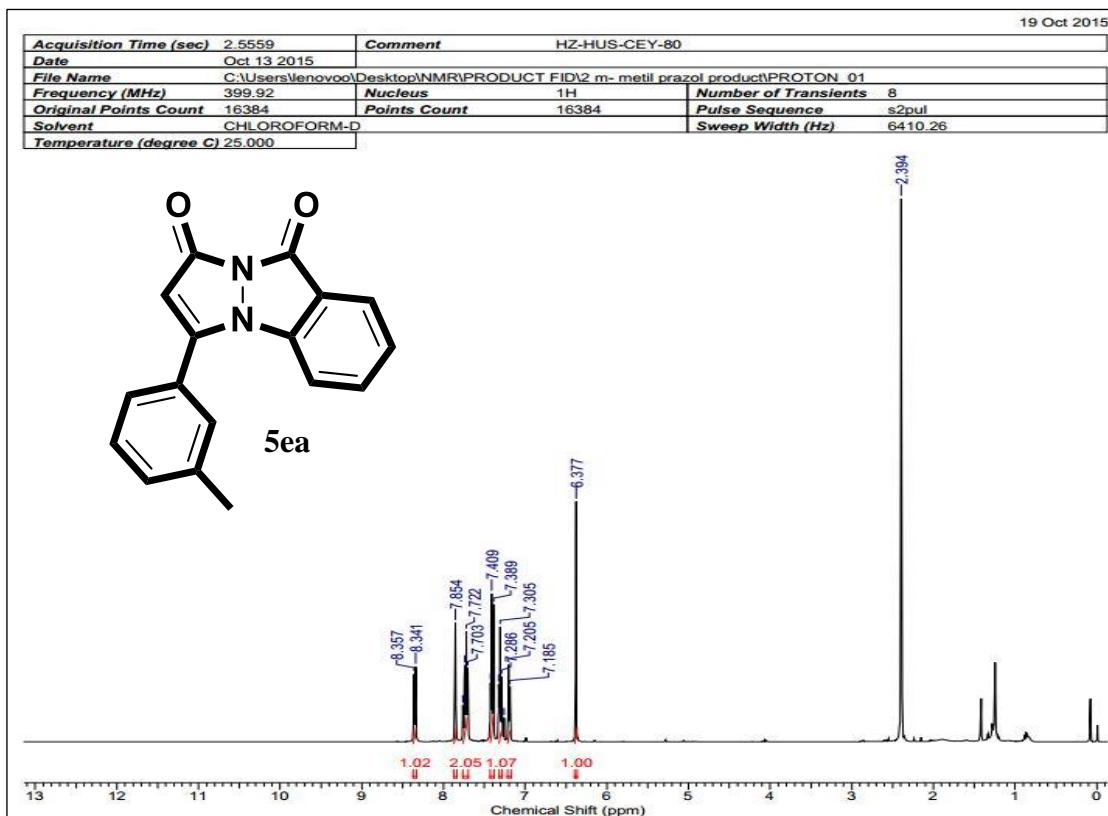 19 Oct 2015
Acquisition Time (sec) 2.5559 Comment HZ-HUS-CEY-80
Date Oct 13 2015
File Name C:\Users\lenovoo\Desktop\NMR\PRODUCT FID\2 m- metil prazol product\PROTON_01
Frequency (MHz) 399.92 Nucleus 1H Number of Transients 8
Original Points Count 16384 Points Count 16384 Pulse Sequence s2pul
Solvent CHLOROFORM-D Sweep Width (Hz) 6410.26
Temperature (degree C) 25.000
2.394
O O
N
N
5ea
6.377
8.357 8.341 7.854 7.722 7.703 7.409 7.389 7.305 7.286 7.205 7.185
1.02 2.05 1.07 1.00
13 12 11 10 9 8 7 6 5 4 3 2 1 0
Chemical Shift (ppm)